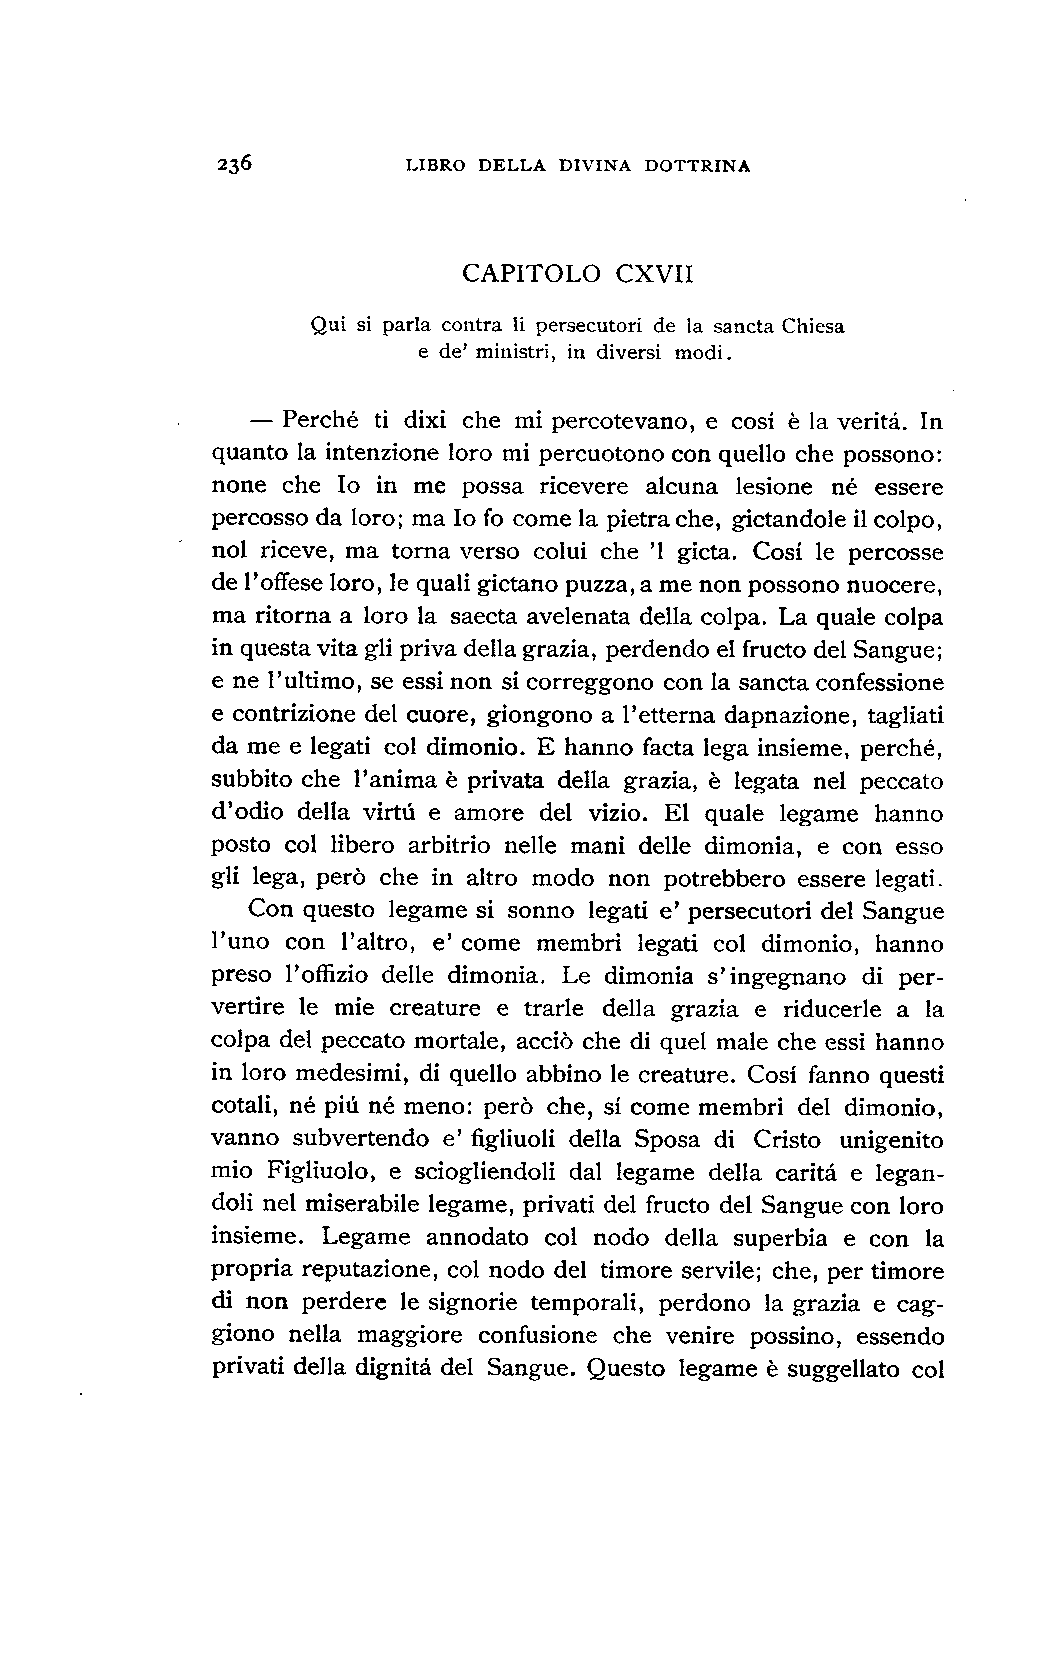 236 LIBRO DELLA DIVINA DOTTRINA
CAPITOLO CXVII
Qui si parla contra li persecutori de la sancta Chiesa
e de' ministri, in diversi modi.
— Perché ti dixi che mi percotevano, e cosí è la veritá. In
quanto la intenzione loro mi percuotono con quello che possono:
none che Io in me possa ricevere alcuna lesione né essere
percosso da loro; ma Io fo come la pietra che, gictandole il colpo,
nol riceve, ma torna verso colui che 'l gicta. Cosí le percosse
de l'offese loro, le quali gictano puzza, a me non possono nuocere,
ma ritorna a loro la saecta avelenata della colpa. La quale colpa
in questa vita gli priva della grazia, perdendo el fructo del Sangue;
e ne l'ultimo, se essi non si correggono con la sancta confessione
e contrizione del cuore, giongono a l'etterna dapnazione, tagliati
da me e legati col dimonio. E hanno facta lega insieme, perché,
subbito che l'anima è privata della grazia, è legata nel peccato
d'odio della virtú e amore del vizio. El quale legame hanno
posto col libero arbitrio nelle mani delle dimonia, e con esso
gli lega, però che in altro modo non potrebbero essere legati.
Con questo legame si sonno legati e' persecutori del Sangue
l'uno con l'altro, e' come membri legati col dimonio, hanno
preso l'offizio delle dimonia. Le dimonia s'ingegnano di per-
vertire le mie creature e trarle della grazia e riducerle a la
colpa del peccato mortale, acciò che di quel male che essi hanno
in loro medesimi, di quello abbino le creature. Cosí fanno questi
cotali, né piú né meno: però che, sí come membri del dimonio,
vanno subvertendo e' figliuoli della Sposa di Cristo unigenito
mio Figliuolo, e sciogliendoli dal legame della caritá e legan-
doli nel miserabile legame, privati del fructo del Sangue con loro
insieme. Legame annodato col nodo della superbia e con la
propria reputazione, col nodo del timore servile; che, per timore
di non perdere le signorie temporali, perdono la grazia e cag-
giono nella maggiore confusione che venire possino, essendo
privati della dignitá del Sangue. Questo legame è suggellato col